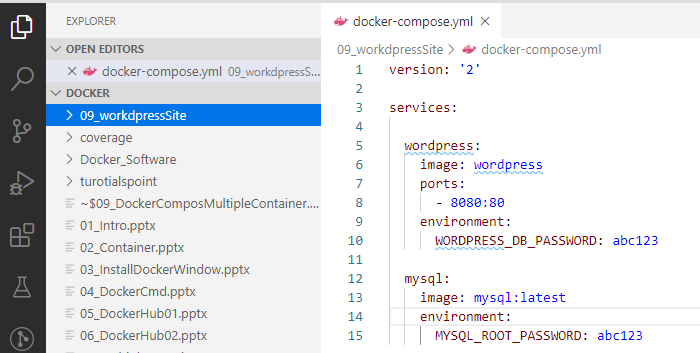 EXPLORER
OPEN EDITORS
docker-compose.yml 09_workdpressS...
DOCKER
09_workdpressSite
coverage
Docker_Software
turotialspoint
~$09_DockerComposMultipleContainer....
01_Intro.pptx
02_Container.pptx
03_InstallDockerWindow.pptx
04_DockerCmd.pptx
05_DockerHub01.pptx
06_DockerHub02.pptx
docker-compose.yml
09_workdpressSite > docker-compose.yml
1 version: '2'
2
3 services:
4
5 wordpress:
6 image: wordpress
7 ports:
8 - 8080:80
9 environment:
10 WORDPRESS_DB_PASSWORD: abc123
11
12 mysql:
13 image: mysql:latest
14 environment:
15 MYSQL_ROOT_PASSWORD: abc123